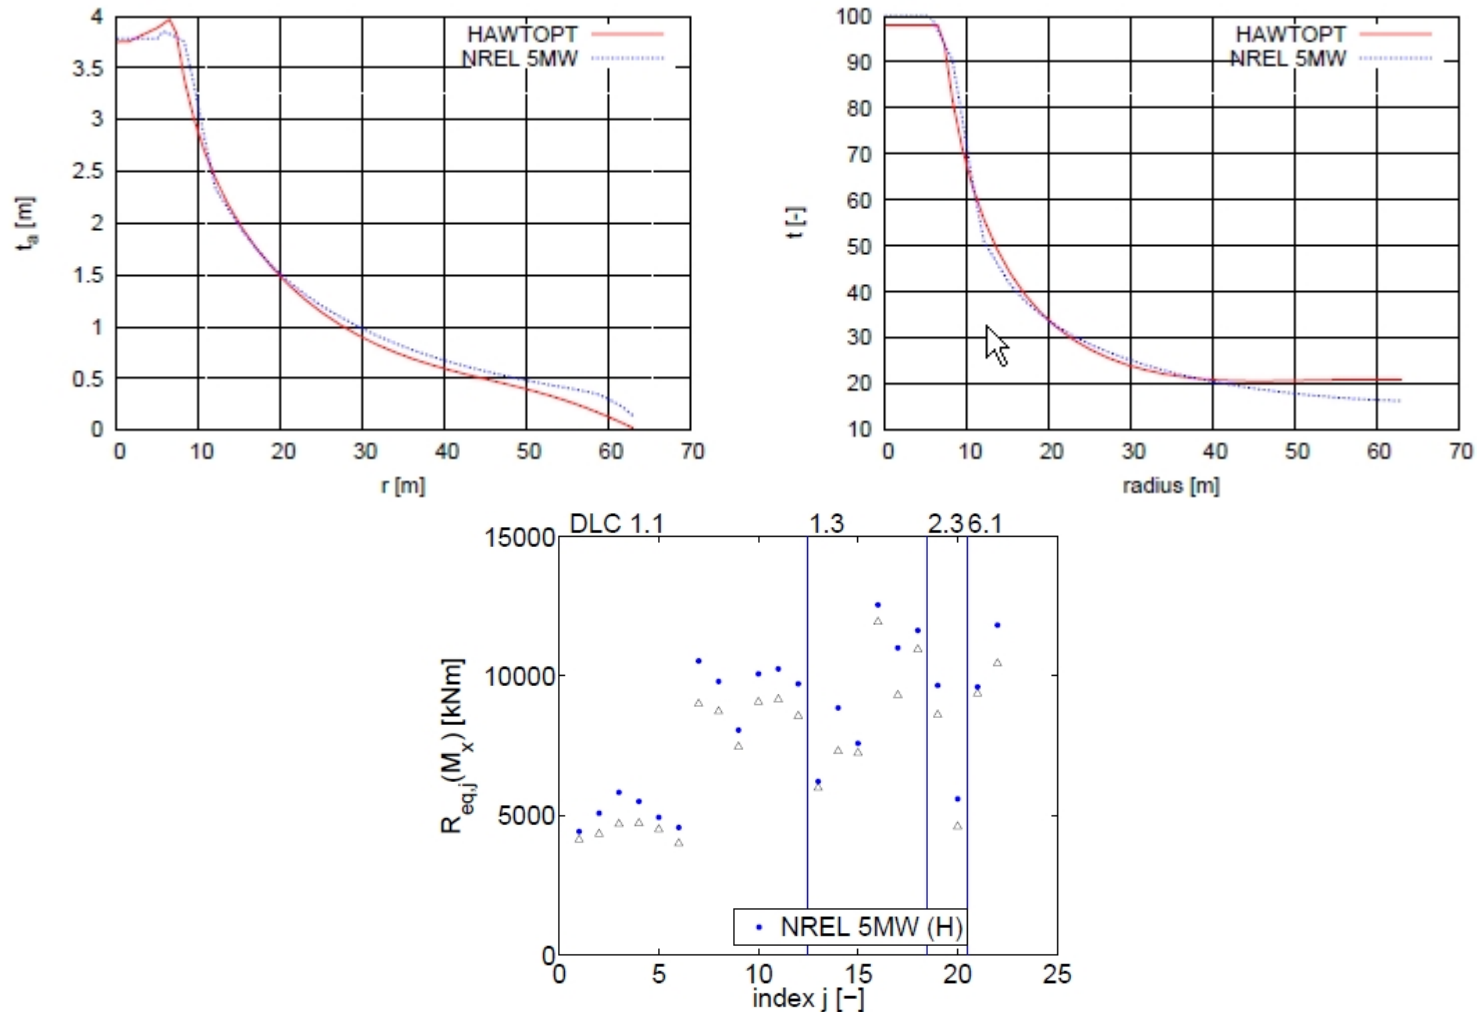 HAWTOPT
NREL 5MW
4
3.5
3
2.5
2
1.5
1
0.5
0
t_a [m]
0 10 20 30 40 50 60 70
r [m]
HAWTOPT
NREL 5MW
100
90
80
70
60
50
40
30
20
10
t [-]
0 10 20 30 40 50 60 70
radius [m]
DLC 1.1 1.3 2.3 6.1
15000
10000
5000
0
R_eq,j(M_x) [kNm]
NREL 5MW (H)
0 5 10 15 20 25
index j [−]